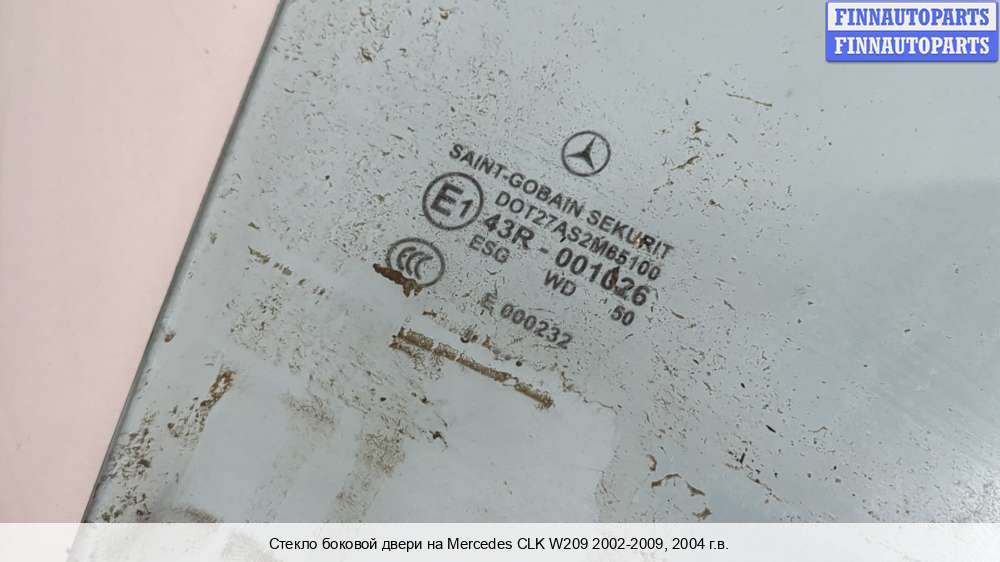 FINNAUTOPARTS
FINNAUTOPARTS
SAINT-GOBAIN SEKURIT
DOT27AS2M65100
E1
43R - 001026
ESG WD 50
CCC
E 000232
Стекло боковой двери на Mercedes CLK W209 2002-2009, 2004 г.в.